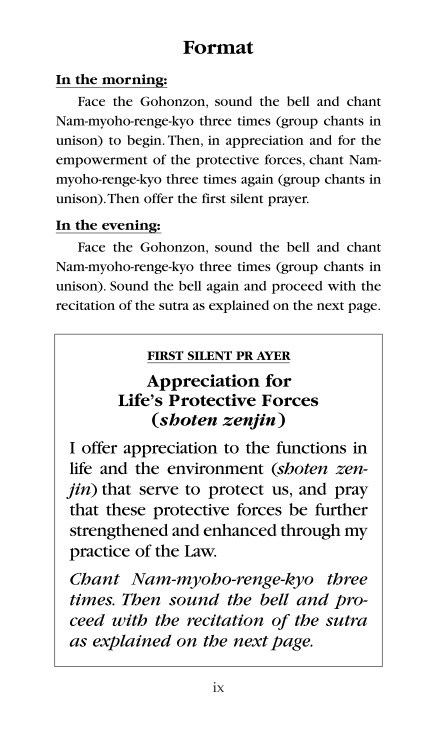 Format
In the morning:
Face the Gohonzon, sound the bell and chant
Nam-myoho-renge-kyo three times (group chants in
unison) to begin. Then, in appreciation and for the
empowerment of the protective forces, chant Nam-
myoho-renge-kyo three times again (group chants in
unison).Then offer the first silent prayer.
In the evening:
Face the Gohonzon, sound the bell and chant
Nam-myoho-renge-kyo three times (group chants in
unison). Sound the bell again and proceed with the
recitation of the sutra as explained on the next page.
FIRST SILENT PR AYER
Appreciation for
Life's Protective Forces
(shoten zenjin)
I offer appreciation to the functions in
life and the environment (shoten zen-
jin) that serve to protect us, and pray
that these protective forces be further
strengthened and enhanced through my
practice of the Law.
Chant Nam-myoho-renge-kyo three
times. Then sound the bell and pro-
ceed with the recitation of the sutra
as explained on the next page.
ix